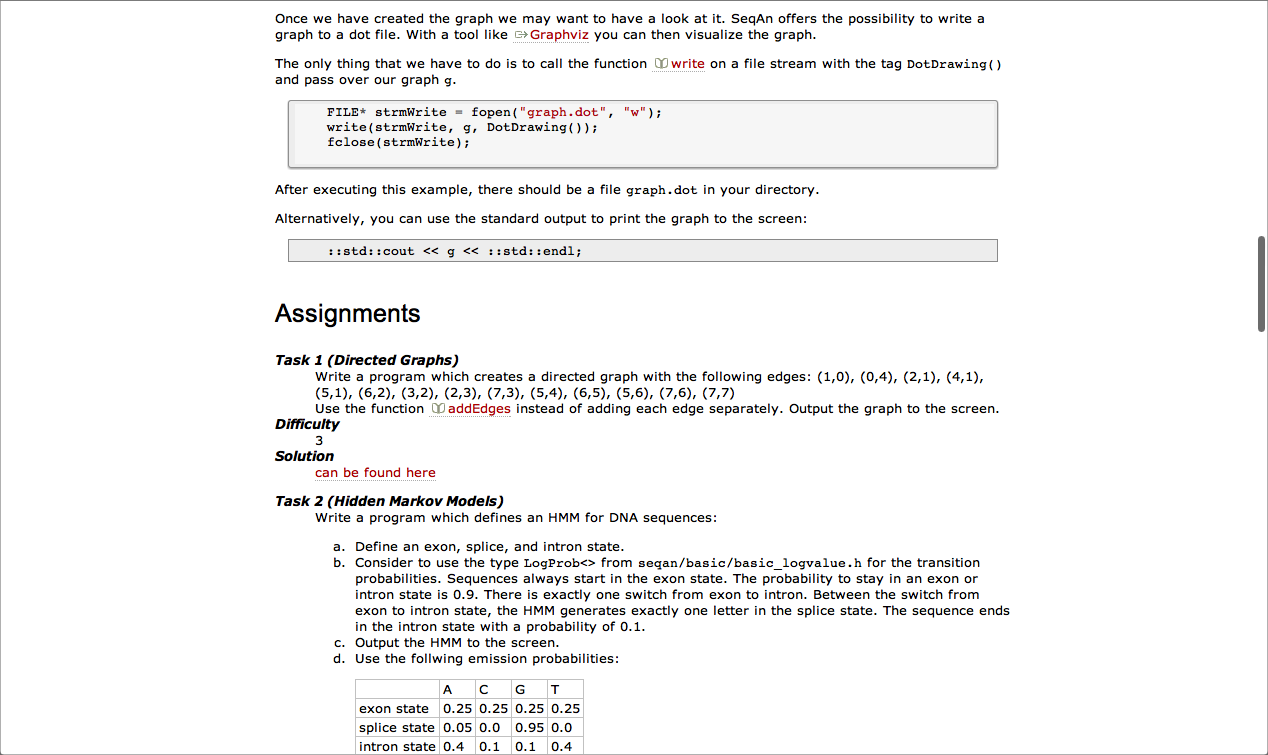 Once we have created the graph we may want to have a look at it. SeqAn offers the possibility to write a
graph to a dot file. With a tool like Graphviz you can then visualize the graph.
The only thing that we have to do is to call the function write on a file stream with the tag DotDrawing()
and pass over our graph g.
FILE* strmWrite = fopen("graph.dot", "w");
write(strmWrite, g, DotDrawing());
fclose(strmWrite);
After executing this example, there should be a file graph.dot in your directory.
Alternatively, you can use the standard output to print the graph to the screen:
::std::cout << g << ::std::endl;
Assignments
Task 1 (Directed Graphs)
Write a program which creates a directed graph with the following edges: (1,0), (0,4), (2,1), (4,1),
(5,1), (6,2), (3,2), (2,3), (7,3), (5,4), (6,5), (5,6), (7,6), (7,7)
Use the function addEdges instead of adding each edge separately. Output the graph to the screen.
Difficulty
3
Solution
can be found here
Task 2 (Hidden Markov Models)
Write a program which defines an HMM for DNA sequences:
a. Define an exon, splice, and intron state.
b. Consider to use the type LogProb<> from seqan/basic/basic_logvalue.h for the transition
probabilities. Sequences always start in the exon state. The probability to stay in an exon or
intron state is 0.9. There is exactly one switch from exon to intron. Between the switch from
exon to intron state, the HMM generates exactly one letter in the splice state. The sequence ends
in the intron state with a probability of 0.1.
c. Output the HMM to the screen.
d. Use the follwing emission probabilities:
A C G T
exon state 0.25 0.25 0.25 0.25
splice state 0.05 0.0 0.95 0.0
intron state 0.4 0.1 0.1 0.4